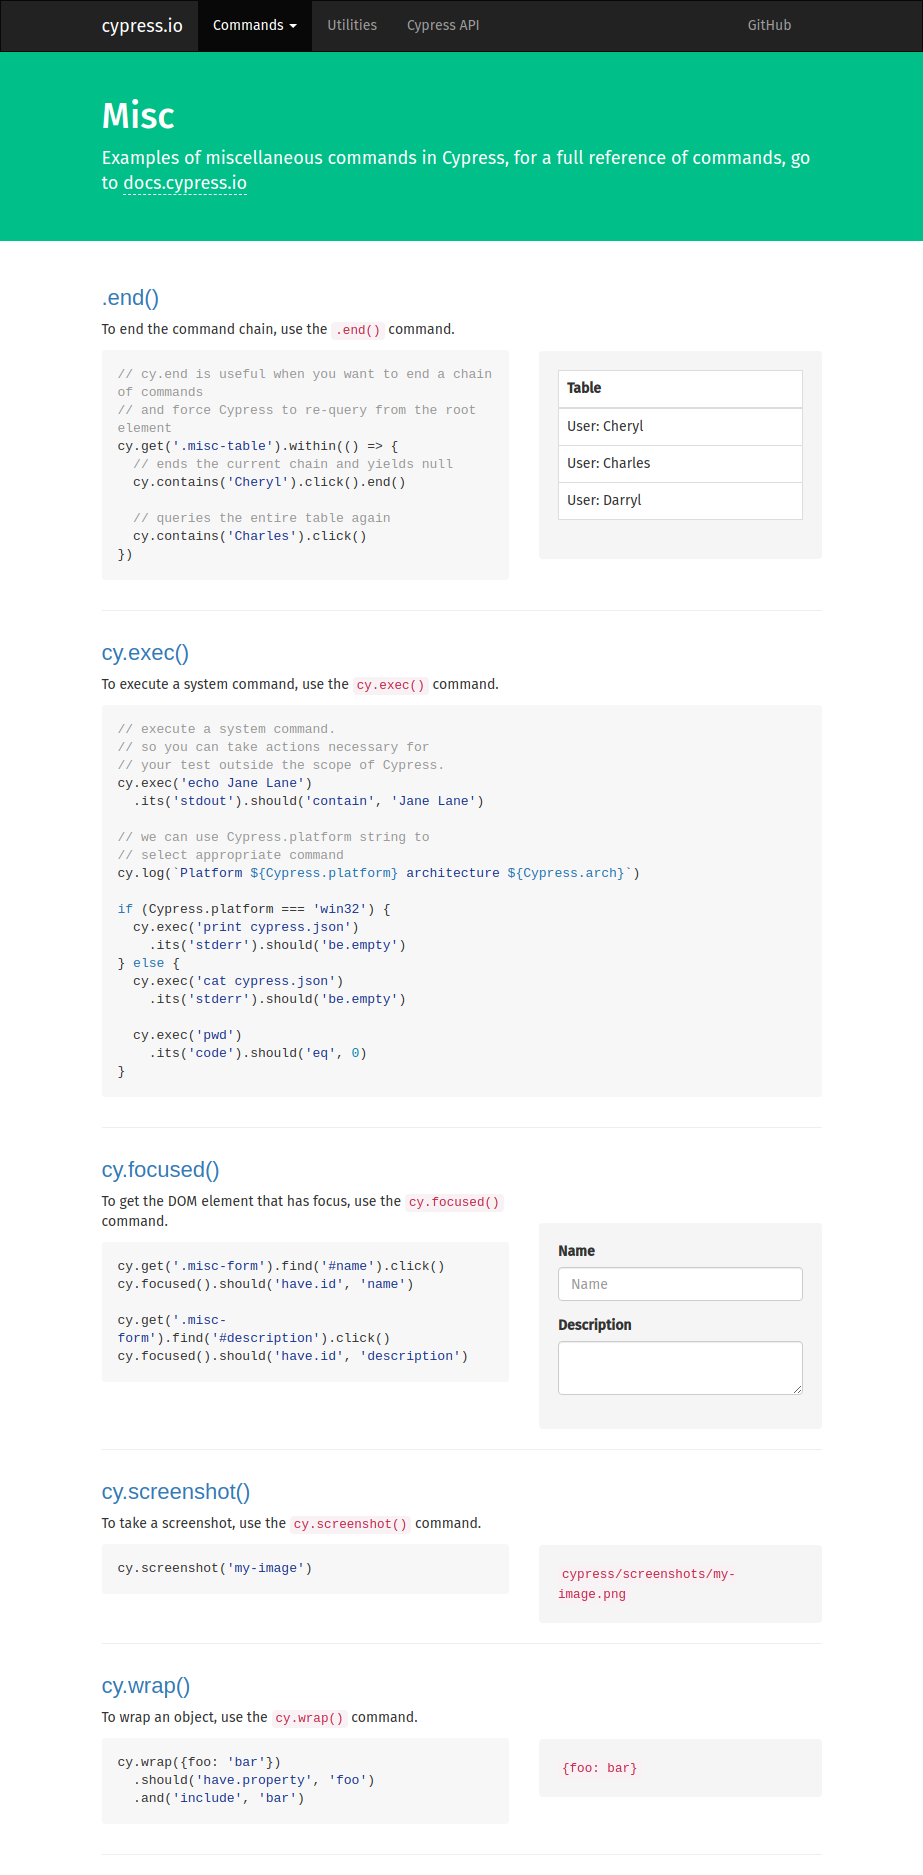 cypress.io Commands Utilities Cypress API GitHub
Misc
Examples of miscellaneous commands in Cypress, for a full reference of commands, go
to docs.cypress.io
.end()
To end the command chain, use the .end() command.
// cy.end is useful when you want to end a chain
of commands
// and force Cypress to re-query from the root
element
cy.get('.misc-table').within(() => {
  // ends the current chain and yields null
  cy.contains('Cheryl').click().end()

  // queries the entire table again
  cy.contains('Charles').click()
})
Table
User: Cheryl
User: Charles
User: Darryl
cy.exec()
To execute a system command, use the cy.exec() command.
// execute a system command.
// so you can take actions necessary for
// your test outside the scope of Cypress.
cy.exec('echo Jane Lane')
  .its('stdout').should('contain', 'Jane Lane')

// we can use Cypress.platform string to
// select appropriate command
cy.log(`Platform ${Cypress.platform} architecture ${Cypress.arch}`)

if (Cypress.platform === 'win32') {
  cy.exec('print cypress.json')
    .its('stderr').should('be.empty')
} else {
  cy.exec('cat cypress.json')
    .its('stderr').should('be.empty')

  cy.exec('pwd')
    .its('code').should('eq', 0)
}
cy.focused()
To get the DOM element that has focus, use the cy.focused()
command.
cy.get('.misc-form').find('#name').click()
cy.focused().should('have.id', 'name')

cy.get('.misc-
form').find('#description').click()
cy.focused().should('have.id', 'description')
Name
Name
Description
cy.screenshot()
To take a screenshot, use the cy.screenshot() command.
cy.screenshot('my-image')
cypress/screenshots/my-
image.png
cy.wrap()
To wrap an object, use the cy.wrap() command.
cy.wrap({foo: 'bar'})
  .should('have.property', 'foo')
  .and('include', 'bar')
{foo: bar}